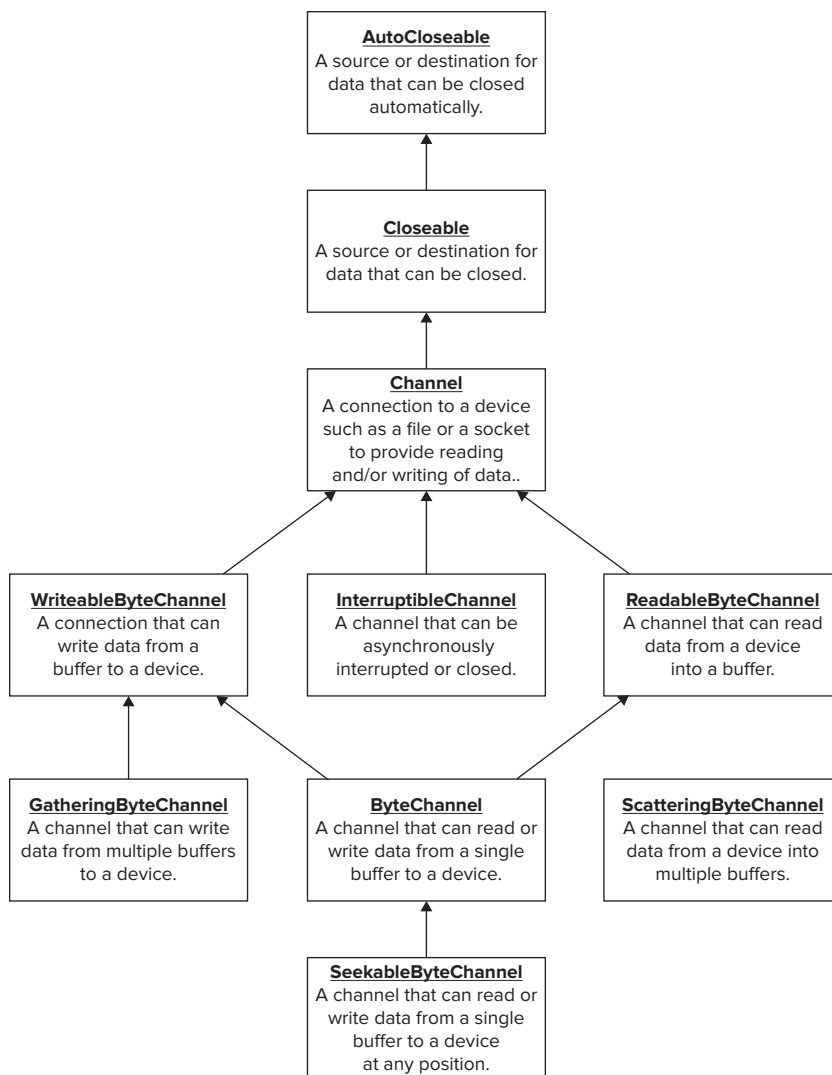 AutoCloseable
A source or destination for
data that can be closed
automatically.
Closeable
A source or destination for
data that can be closed.
Channel
A connection to a device
such as a file or a socket
to provide reading
and/or writing of data..
WriteableByteChannel
A connection that can
write data from a
buffer to a device.
InterruptibleChannel
A channel that can be
asynchronously
interrupted or closed.
ReadableByteChannel
A channel that can read
data from a device
into a buffer.
GatheringByteChannel
A channel that can write
data from multiple buffers
to a device.
ByteChannel
A channel that can read or
write data from a single
buffer to a device.
ScatteringByteChannel
A channel that can read
data from a device into
multiple buffers.
SeekableByteChannel
A channel that can read or
write data from a single
buffer to a device
at any position.